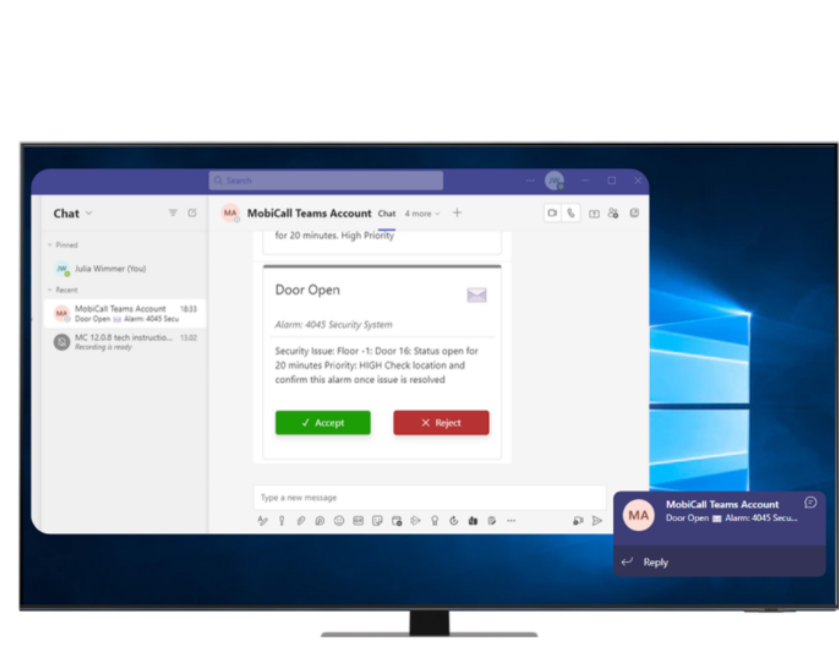 Search
JW
Chat
MA MobiCall Teams Account Chat 4 more
for 20 minutes. High Priority
Pinned
JW Julia Wimmer (You)
Recent
MA MobiCall Teams Account 18:33
Door Open Alarm: 4045 Secu
MC 12.0.8 tech instructio... 13.02
Recording is ready
Door Open
Alarm: 4045 Security System
Security Issue: Floor -1: Door 16: Status open for
20 minutes Priority: HIGH Check location and
confirm this alarm once issue is resolved
✓ Accept
X Reject
Type a new message
MA MobiCall Teams Account
Door Open Alarm: 4045 Secu...
Reply